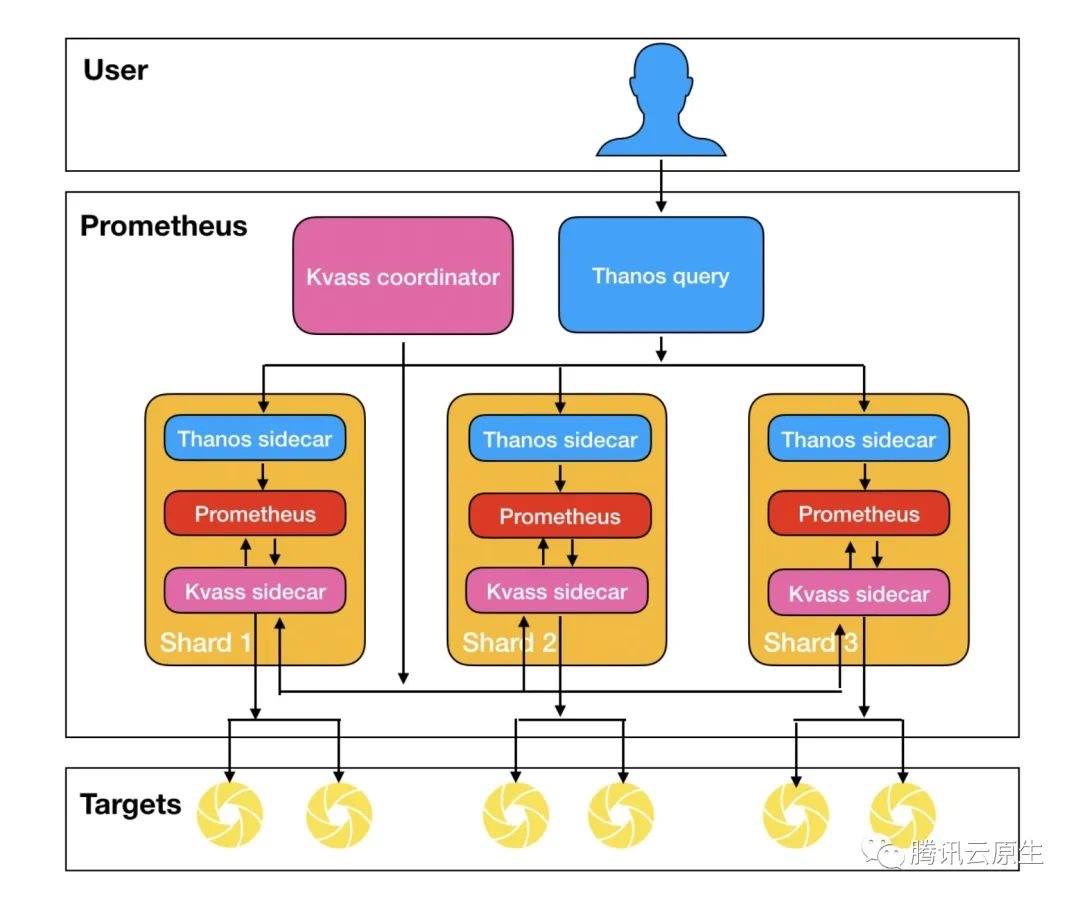 User
Prometheus
Kvass coordinator
Thanos query
Thanos sidecar
Prometheus
Kvass sidecar
Shard 1
Thanos sidecar
Prometheus
Kvass sidecar
Shard 2
Thanos sidecar
Prometheus
Kvass sidecar
Shard 3
Targets
腾讯云原生